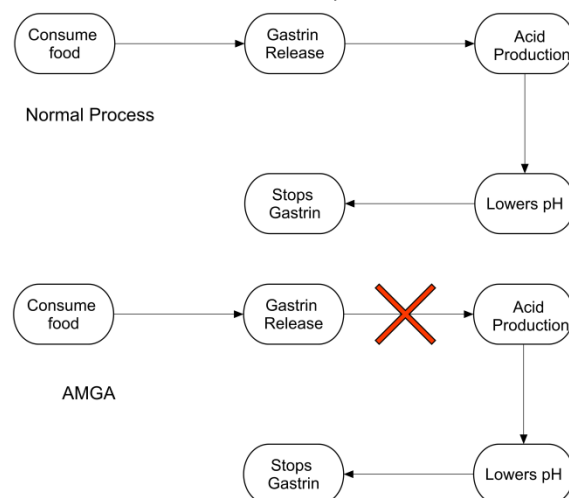 Consume
food
Gastrin
Release
Acid
Production
Normal Process
Stops
Gastrin
Lowers pH
Consume
food
Gastrin
Release
Acid
Production
AMGA
Stops
Gastrin
Lowers pH